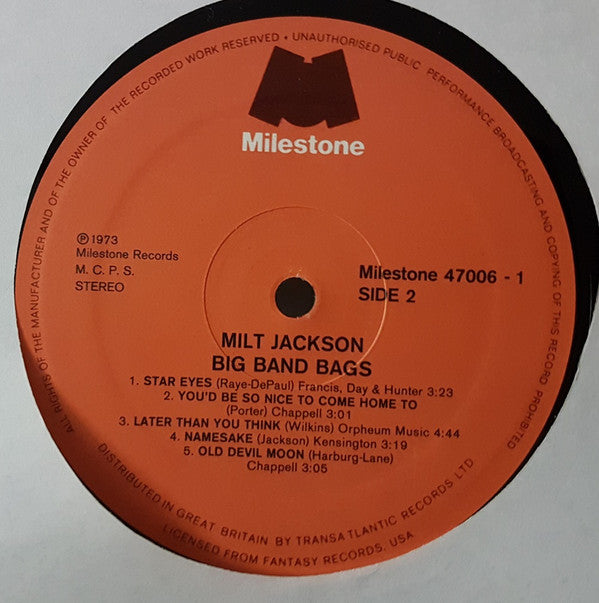 ALL RIGHTS OF THE MANUFACTURER AND OF THE OWNER OF THE RECORDED WORK RESERVED • UNAUTHORISED PUBLIC PERFORMANCE BROADCASTING AND COPYING OF THIS RECORD PROHIBITED
Milestone
℗1973
Milestone Records
M. C. P. S.
STEREO
Milestone 47006 - 1
SIDE 2
MILT JACKSON
BIG BAND BAGS
1. STAR EYES (Raye-DePaul) Francis, Day & Hunter 3:23
2. YOU'D BE SO NICE TO COME HOME TO
(Porter) Chappell 3:01
3. LATER THAN YOU THINK (Wilkins) Orpheum Music 4:44
4. NAMESAKE (Jackson) Kensington 3:19
5. OLD DEVIL MOON (Harburg-Lane)
Chappell 3:05
DISTRIBUTED IN GREAT BRITAIN BY TRANSATLANTIC RECORDS LTD
LICENSED FROM FANTASY RECORDS, USA